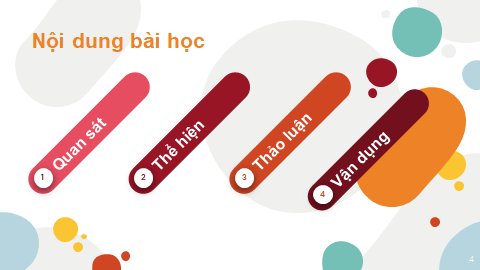 Nội dung bài học
1 Quan sát
2 Thể hiện
3 Thảo luận
4 Vận dụng
4